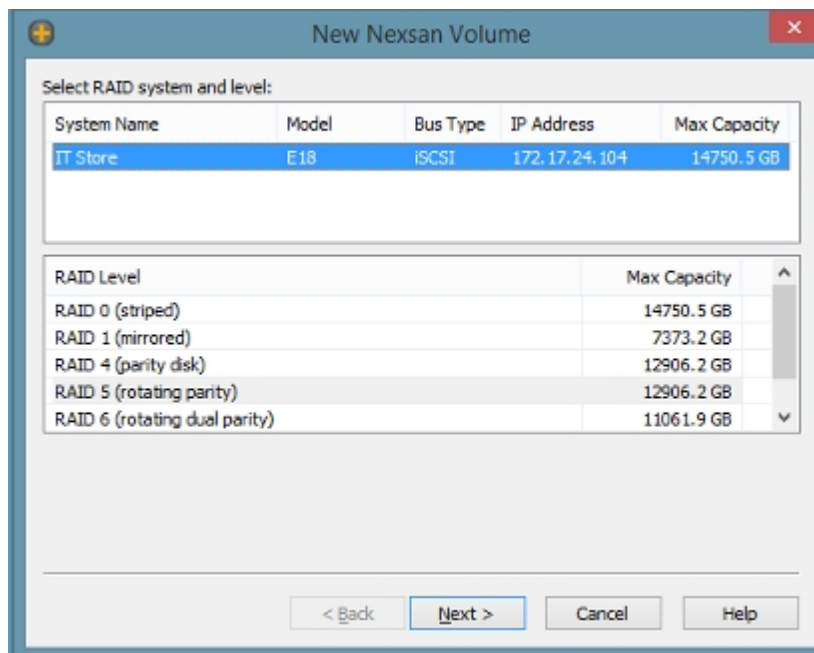 New Nexsan Volume
Select RAID system and level:
System Name Model Bus Type IP Address Max Capacity
IT Store E18 iSCSI 172.17.24.104 14750.5 GB
RAID Level Max Capacity
RAID 0 (striped) 14750.5 GB
RAID 1 (mirrored) 7373.2 GB
RAID 4 (parity disk) 12906.2 GB
RAID 5 (rotating parity) 12906.2 GB
RAID 6 (rotating dual parity) 11061.9 GB
< Back Next > Cancel Help